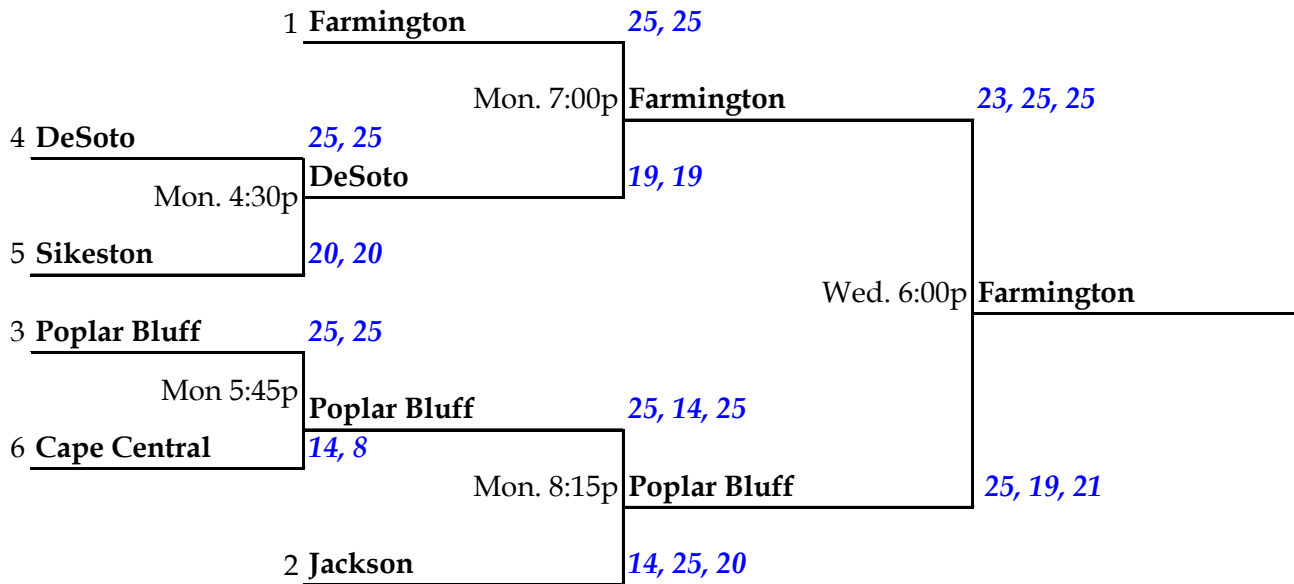 1 Farmington 25, 25
Mon. 7:00p Farmington 23, 25, 25
4 DeSoto 25, 25
DeSoto 19, 19
Mon. 4:30p
5 Sikeston 20, 20
Wed. 6:00p Farmington
3 Poplar Bluff 25, 25
Mon 5:45p
Poplar Bluff 25, 14, 25
6 Cape Central 14, 8
Mon. 8:15p Poplar Bluff 25, 19, 21
2 Jackson 14, 25, 20